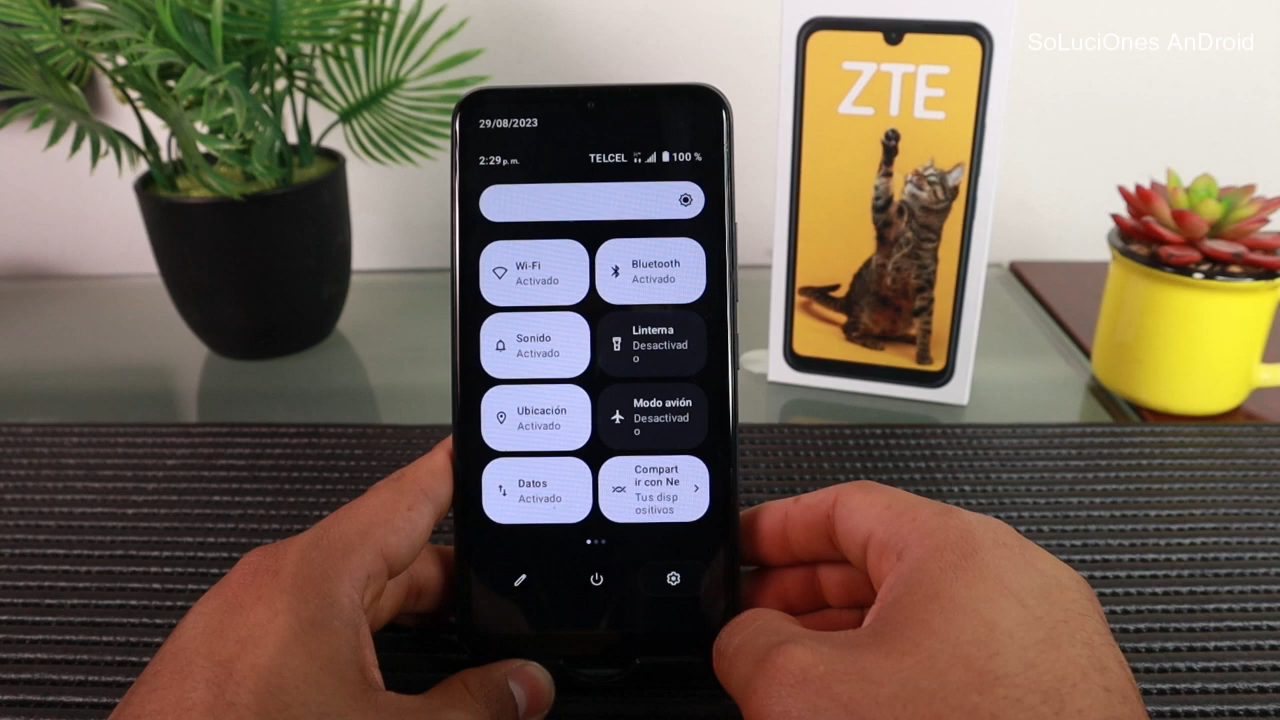 SoLuciOnes AnDroid
ZTE
29/08/2023
2:29 p. m. TELCEL 100 %
Wi-Fi
Activado
Bluetooth
Activado
Sonido
Activado
Linterna
Desactivad
o
Ubicación
Activado
Modo avión
Desactivad
o
Datos
Activado
Compart
ir con Ne
Tus disp
ositivos